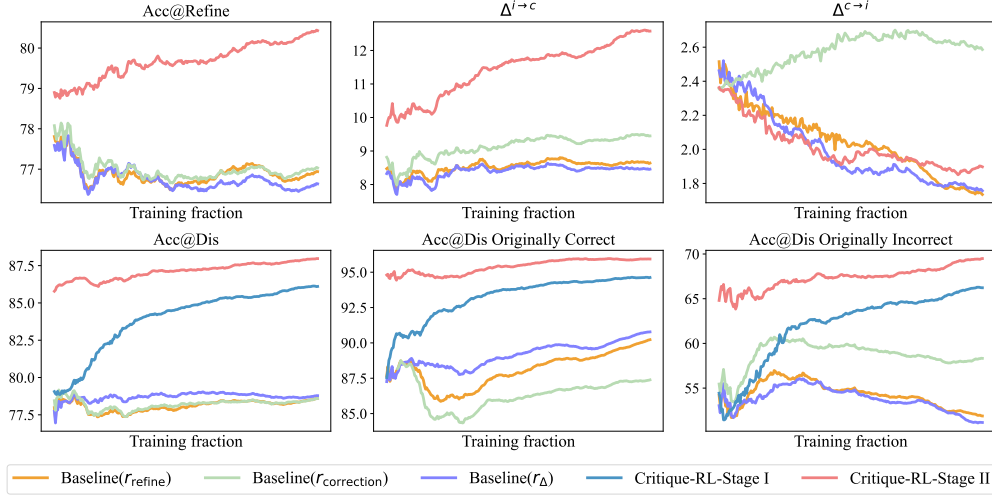 Acc@Refine
80
79
78
77
Training fraction
Δ^{i→c}
12
11
10
9
8
Training fraction
Δ^{c→i}
2.6
2.4
2.2
2.0
1.8
Training fraction
Acc@Dis
87.5
85.0
82.5
80.0
77.5
Training fraction
Acc@Dis Originally Correct
95.0
92.5
90.0
87.5
85.0
Training fraction
Acc@Dis Originally Incorrect
70
65
60
55
Training fraction
Baseline(r_{refine}) Baseline(r_{correction}) Baseline(r_Δ) Critique-RL-Stage I Critique-RL-Stage II